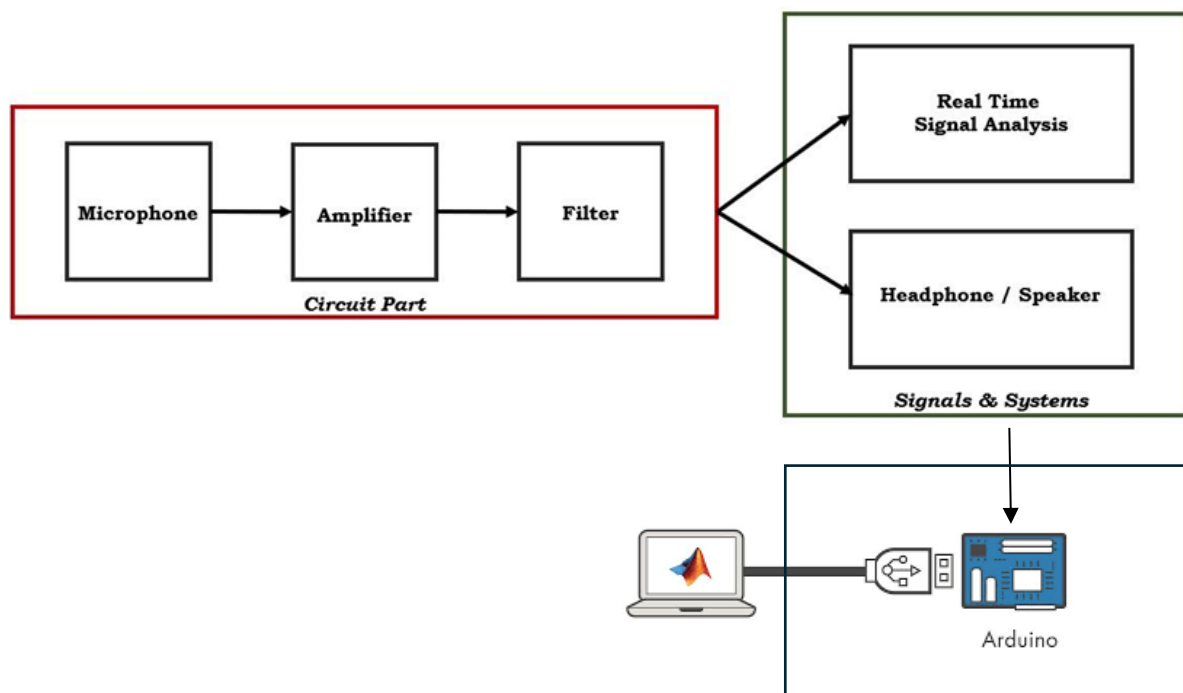 Microphone
Amplifier
Filter
Circuit Part
Real Time
Signal Analysis
Headphone / Speaker
Signals & Systems
Arduino